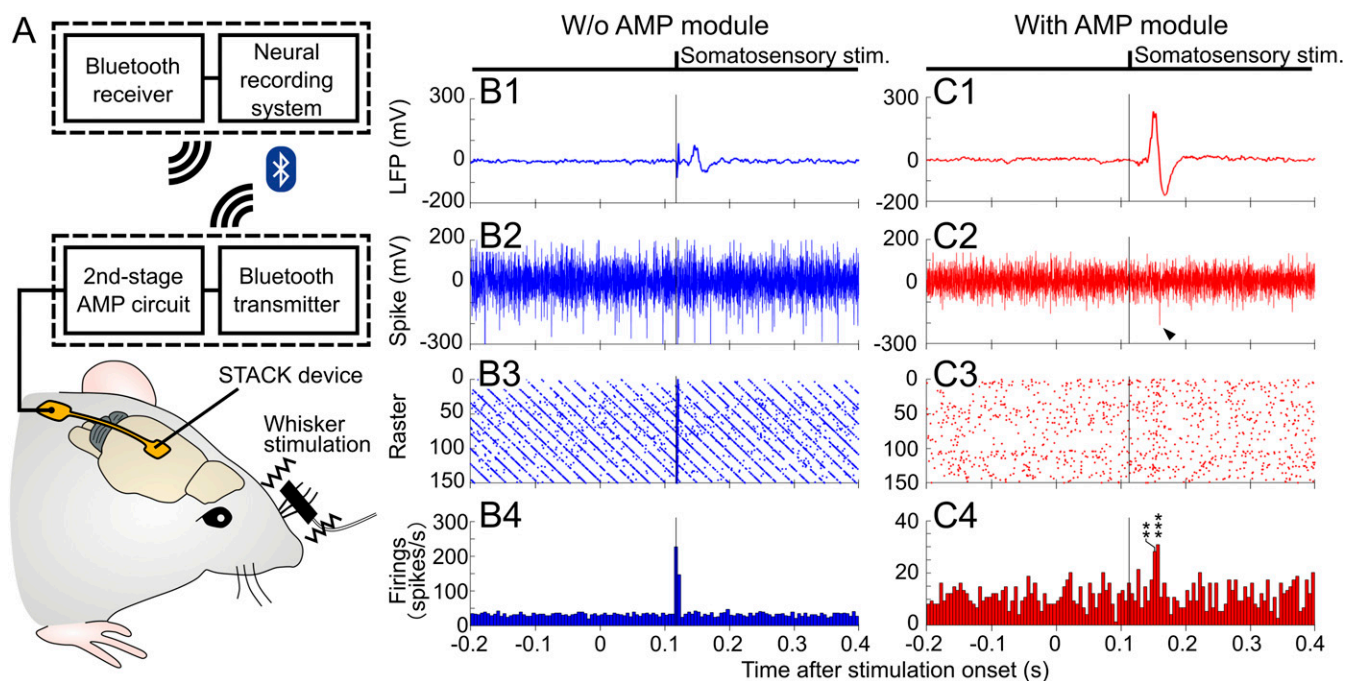 A
Bluetooth
receiver
Neural
recording
system
2nd-stage
AMP circuit
Bluetooth
transmitter
STACK device
Whisker
stimulation
W/o AMP module
Somatosensory stim.
With AMP module
Somatosensory stim.
B1
LFP (mV)
300
0
-200
C1
300
0
-200
B2
Spike (mV)
200
0
-300
C2
200
0
-300
B3
Raster
0
50
100
150
C3
0
50
100
150
B4
Firings
(spikes/s)
300
200
100
50
0
C4
**
***
40
20
10
0
-0.2 -0.1 0 0.1 0.2 0.3 0.4
-0.2 -0.1 0 0.1 0.2 0.3 0.4
Time after stimulation onset (s)